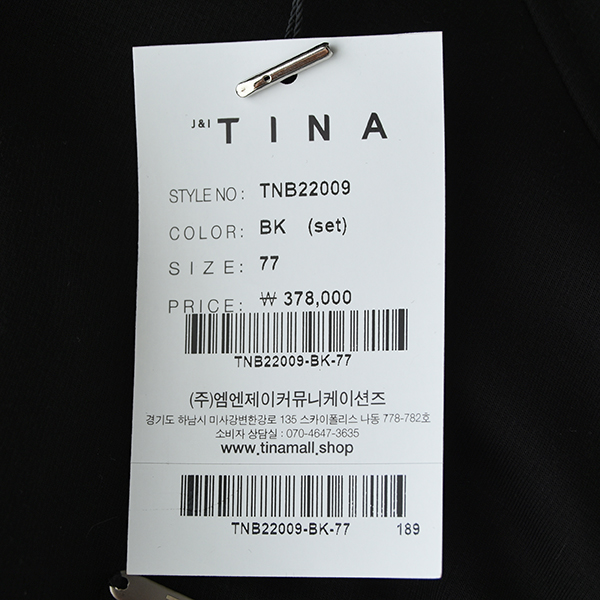 J&I TINA
STYLE NO : TNB22009
COLOR: BK (set)
SIZE: 77
PRICE: ₩ 378,000
TNB22009-BK-77
(주)엠엔제이커뮤니케이션즈
경기도 하남시 미사강변한강로 135 스카이폴리스 나동 778-782호
소비자 상담실 : 070-4647-3635
www.tinamall.shop
TNB22009-BK-77 189